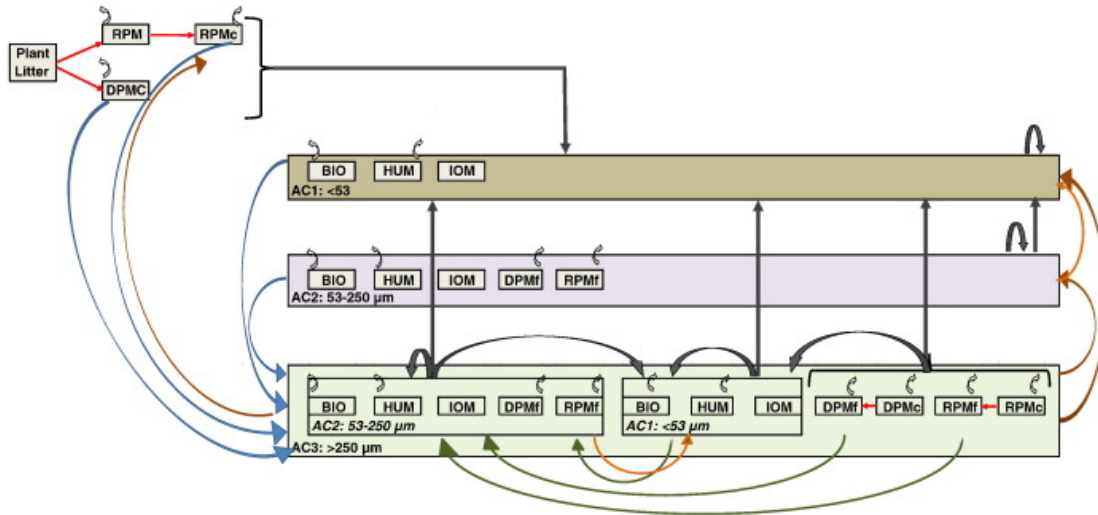 RPM RPMc
Plant
Litter
DPMC
BIO HUM IOM
AC1: <53
BIO HUM IOM DPMf RPMf
AC2: 53-250 µm
BIO HUM IOM DPMf RPMf BIO HUM IOM DPMf DPMc RPMf RPMc
AC2: 53-250 µm AC1: <53 µm
AC3: >250 µm